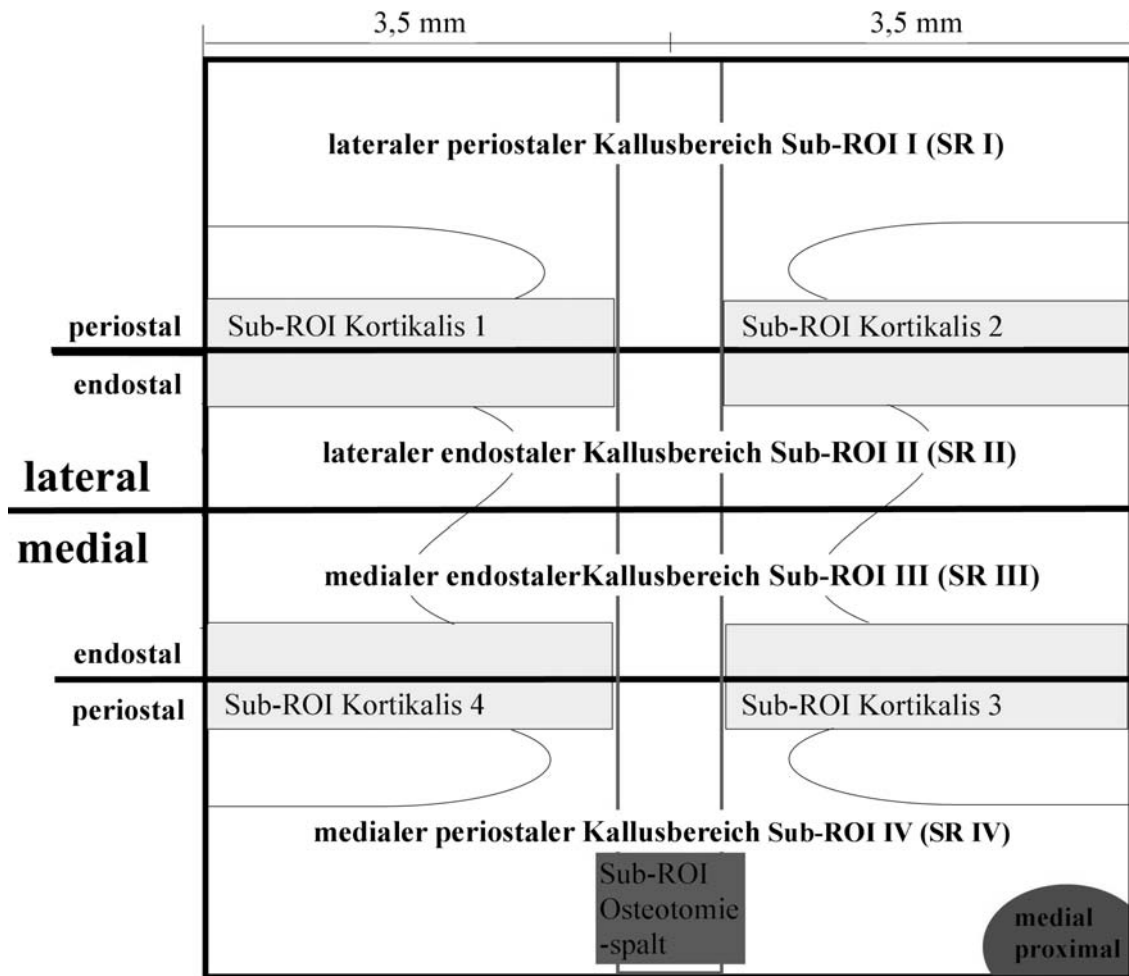 3,5 mm 3,5 mm
lateraler periostaler Kallusbereich Sub-ROI I (SR I)
periostal Sub-ROI Kortikalis 1 Sub-ROI Kortikalis 2
endostal
lateraler endostaler Kallusbereich Sub-ROI II (SR II)
lateral
medial
medialer endostalerKallusbereich Sub-ROI III (SR III)
endostal
periostal Sub-ROI Kortikalis 4 Sub-ROI Kortikalis 3
medialer periostaler Kallusbereich Sub-ROI IV (SR IV)
Sub-ROI
Osteotomie
-spalt
medial
proximal